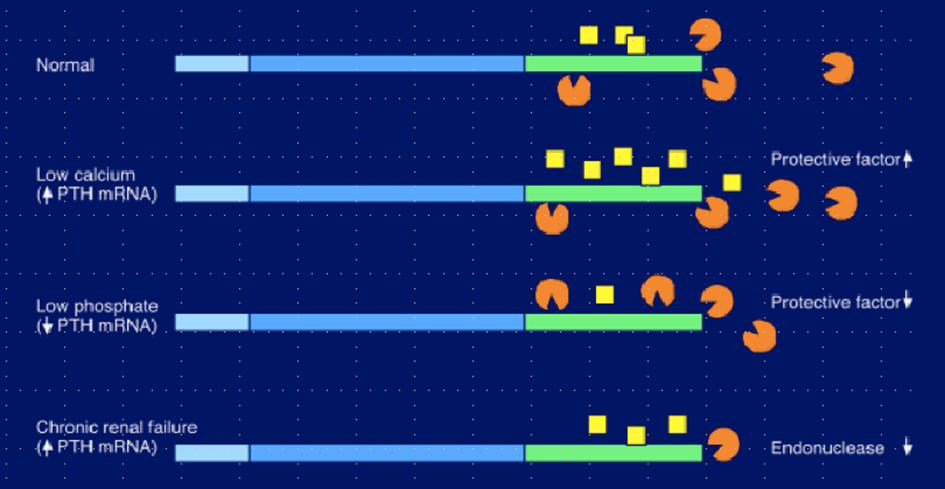 Normal
Low calcium
(↑ PTH mRNA)
Protective factor ↑
Low phosphate
(↓ PTH mRNA)
Protective factor ↓
Chronic renal failure
(↑ PTH mRNA)
Endonuclease ↓